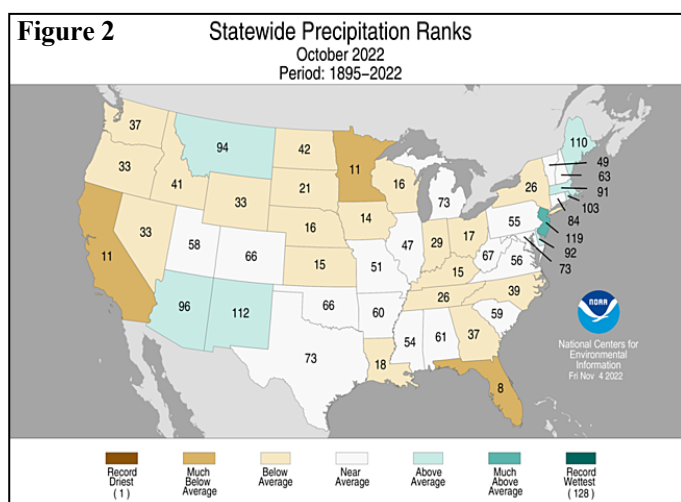 Figure 2
Statewide Precipitation Ranks
October 2022
Period: 1895–2022
37
94
42
11
110
49
63
33
41
21
16
73
26
91
103
33
16
14
84
11
33
58
66
15
51
47
29
17
55
119
92
67
56
73
15
96
112
66
60
26
39
59
73
18
54
61
37
8
NOAA
National Centers for
Environmental
Information
Fri Nov 4 2022
Record
Driest
(1)
Much
Below
Average
Below
Average
Near
Average
Above
Average
Much
Above
Average
Record
Wettest
(128)